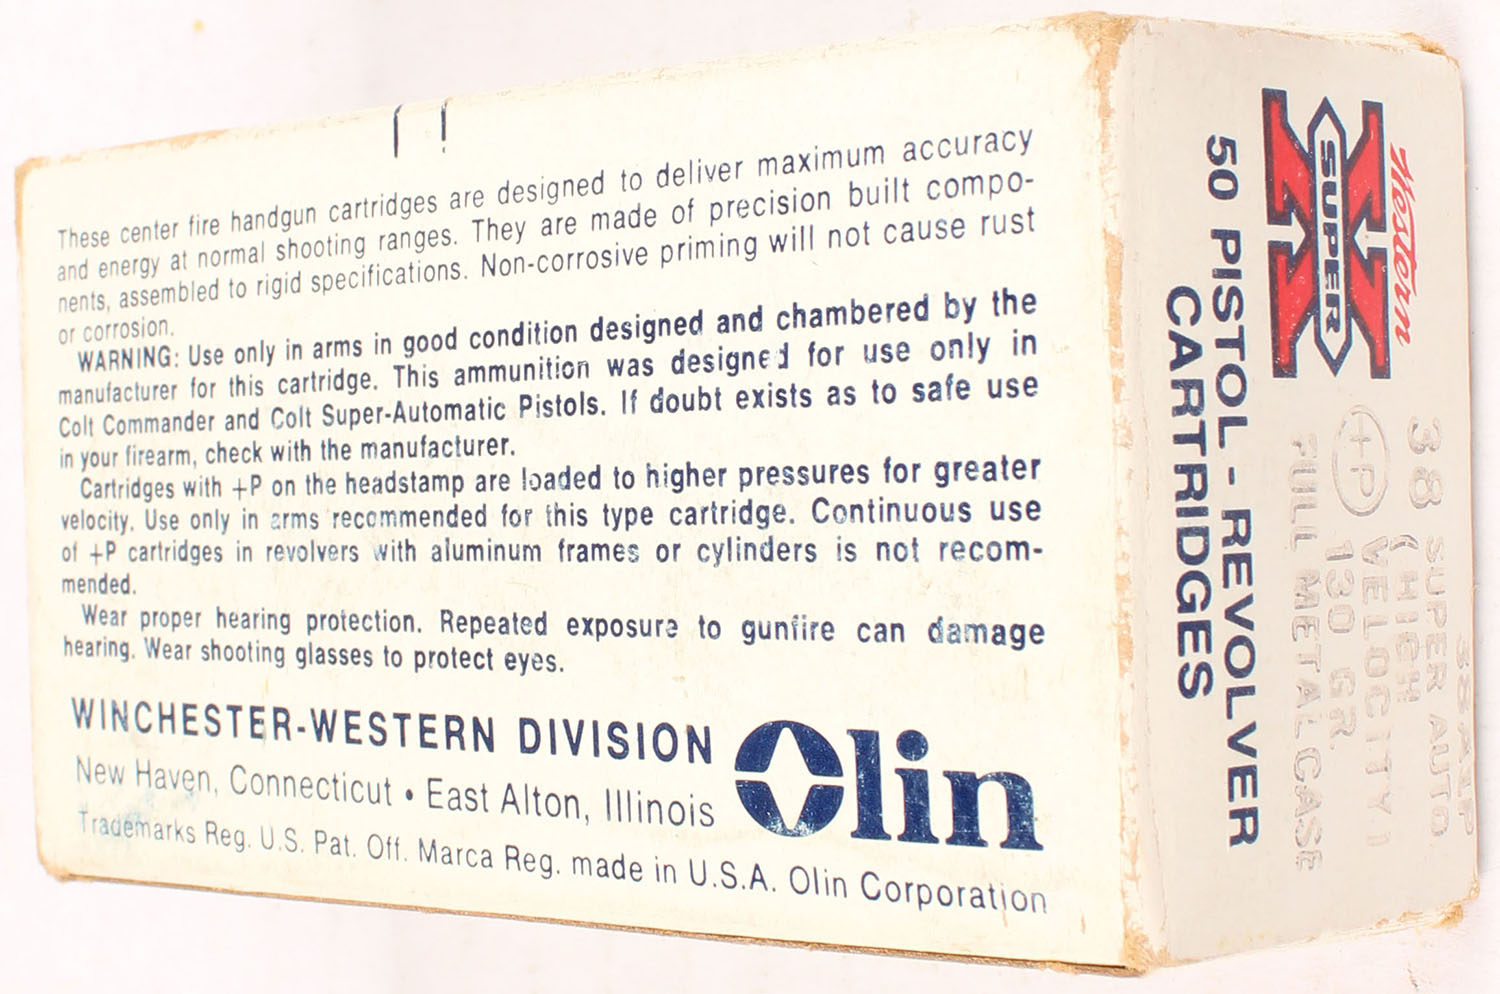 These center fire handgun cartridges are designed to deliver maximum accuracy
and energy at normal shooting ranges. They are made of precision built compo-
nents, assembled to rigid specifications. Non-corrosive priming will not cause rust
or corrosion.
WARNING: Use only in arms in good condition designed and chambered by the
manufacturer for this cartridge. This ammunition was designed for use only in
Colt Commander and Colt Super-Automatic Pistols. If doubt exists as to safe use
in your firearm, check with the manufacturer.
Cartridges with +P on the headstamp are loaded to higher pressures for greater
velocity. Use only in arms recommended for this type cartridge. Continuous use
of +P cartridges in revolvers with aluminum frames or cylinders is not recom-
mended.
Wear proper hearing protection. Repeated exposure to gunfire can damage
hearing. Wear shooting glasses to protect eyes.
WINCHESTER-WESTERN DIVISION
New Haven, Connecticut • East Alton, Illinois
Olin
Trademarks Reg. U.S. Pat. Off. Marca Reg. made in U.S.A. Olin Corporation
Western
SUPER X
50 PISTOL - REVOLVER
CARTRIDGES
38A3P
38 SUPER AUTO
(HIGH
+P VELOCITY)
130 GR.
FULL METAL CASE